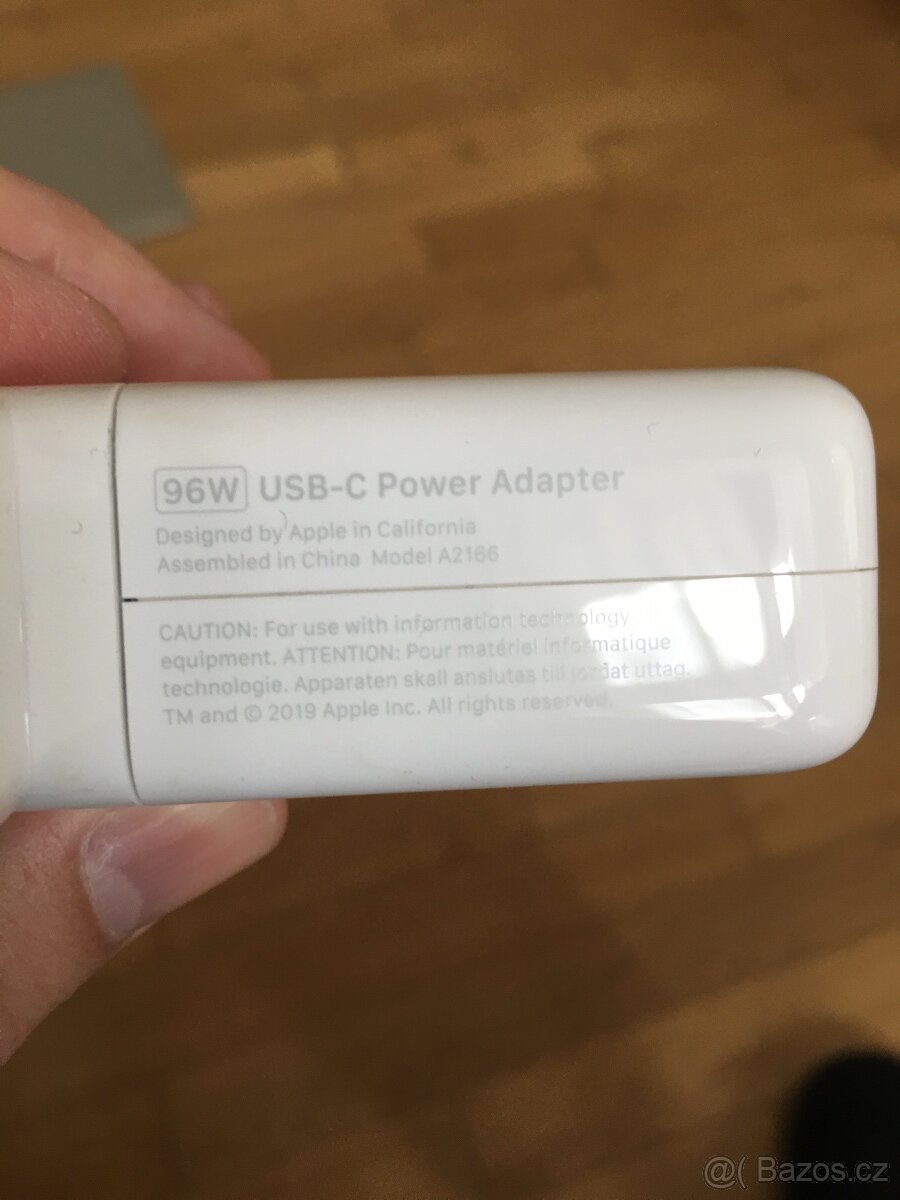 96W USB-C Power Adapter
Designed by Apple in California
Assembled in China Model A2166
CAUTION: For use with information technology
equipment. ATTENTION: Pour matériel informatique
technologie. Apparaten skall anslutas till jordat uttag.
TM and © 2019 Apple Inc. All rights reserved.
@( Bazos.cz